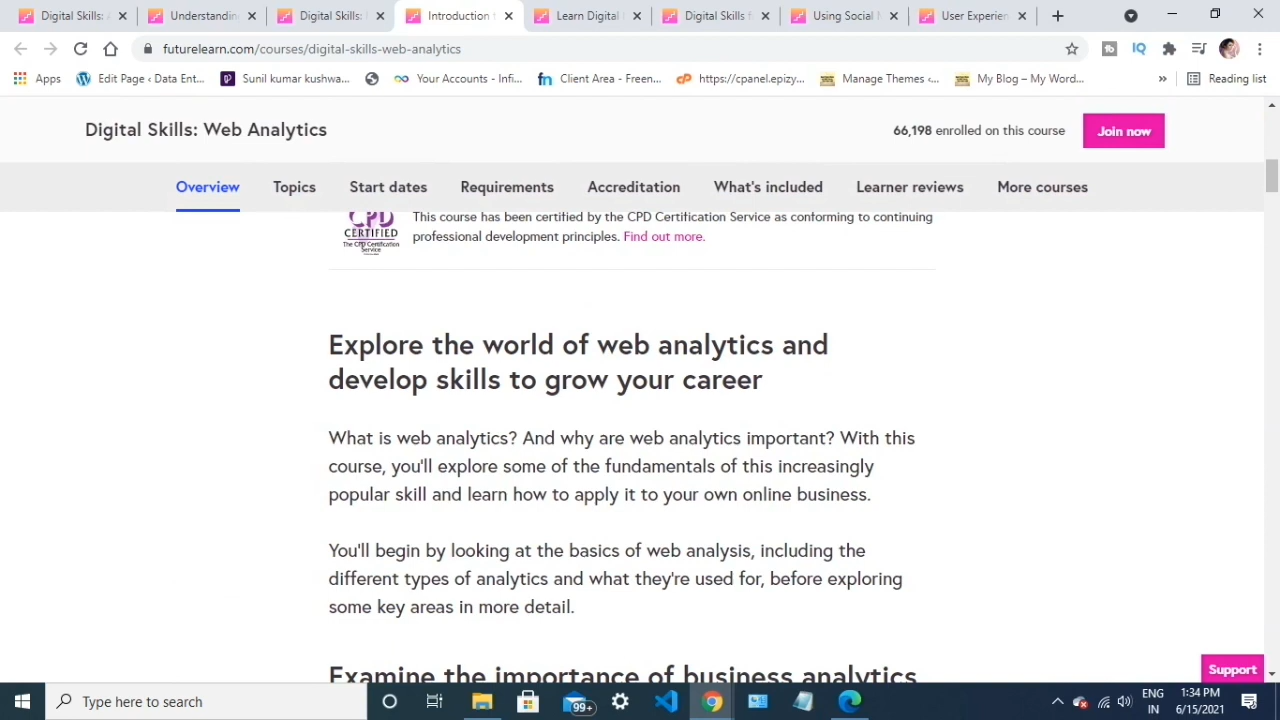 Digital Skills: A
Understandin
Digital Skills:
Introduction t
Learn Digital
Digital Skills f
Using Social
User Experien
futurelearn.com/courses/digital-skills-web-analytics
Apps
Edit Page ‹ Data Ent...
Sunil kumar kushwa...
Your Accounts - Infi...
Client Area - Freen...
https://cpanel.epizy...
Manage Themes ‹...
My Blog – My Word...
»
Reading list
Digital Skills: Web Analytics
66,198 enrolled on this course
Join now
Overview
Topics
Start dates
Requirements
Accreditation
What's included
Learner reviews
More courses
CPD
CERTIFIED
The CPD Certification
Service
This course has been certified by the CPD Certification Service as conforming to continuing
professional development principles. Find out more.
Explore the world of web analytics and
develop skills to grow your career
What is web analytics? And why are web analytics important? With this
course, you'll explore some of the fundamentals of this increasingly
popular skill and learn how to apply it to your own online business.
You'll begin by looking at the basics of web analysis, including the
different types of analytics and what they're used for, before exploring
some key areas in more detail.
Examine the importance of business analytics
Support
Type here to search
99+
ENG
IN
1:34 PM
6/15/2021